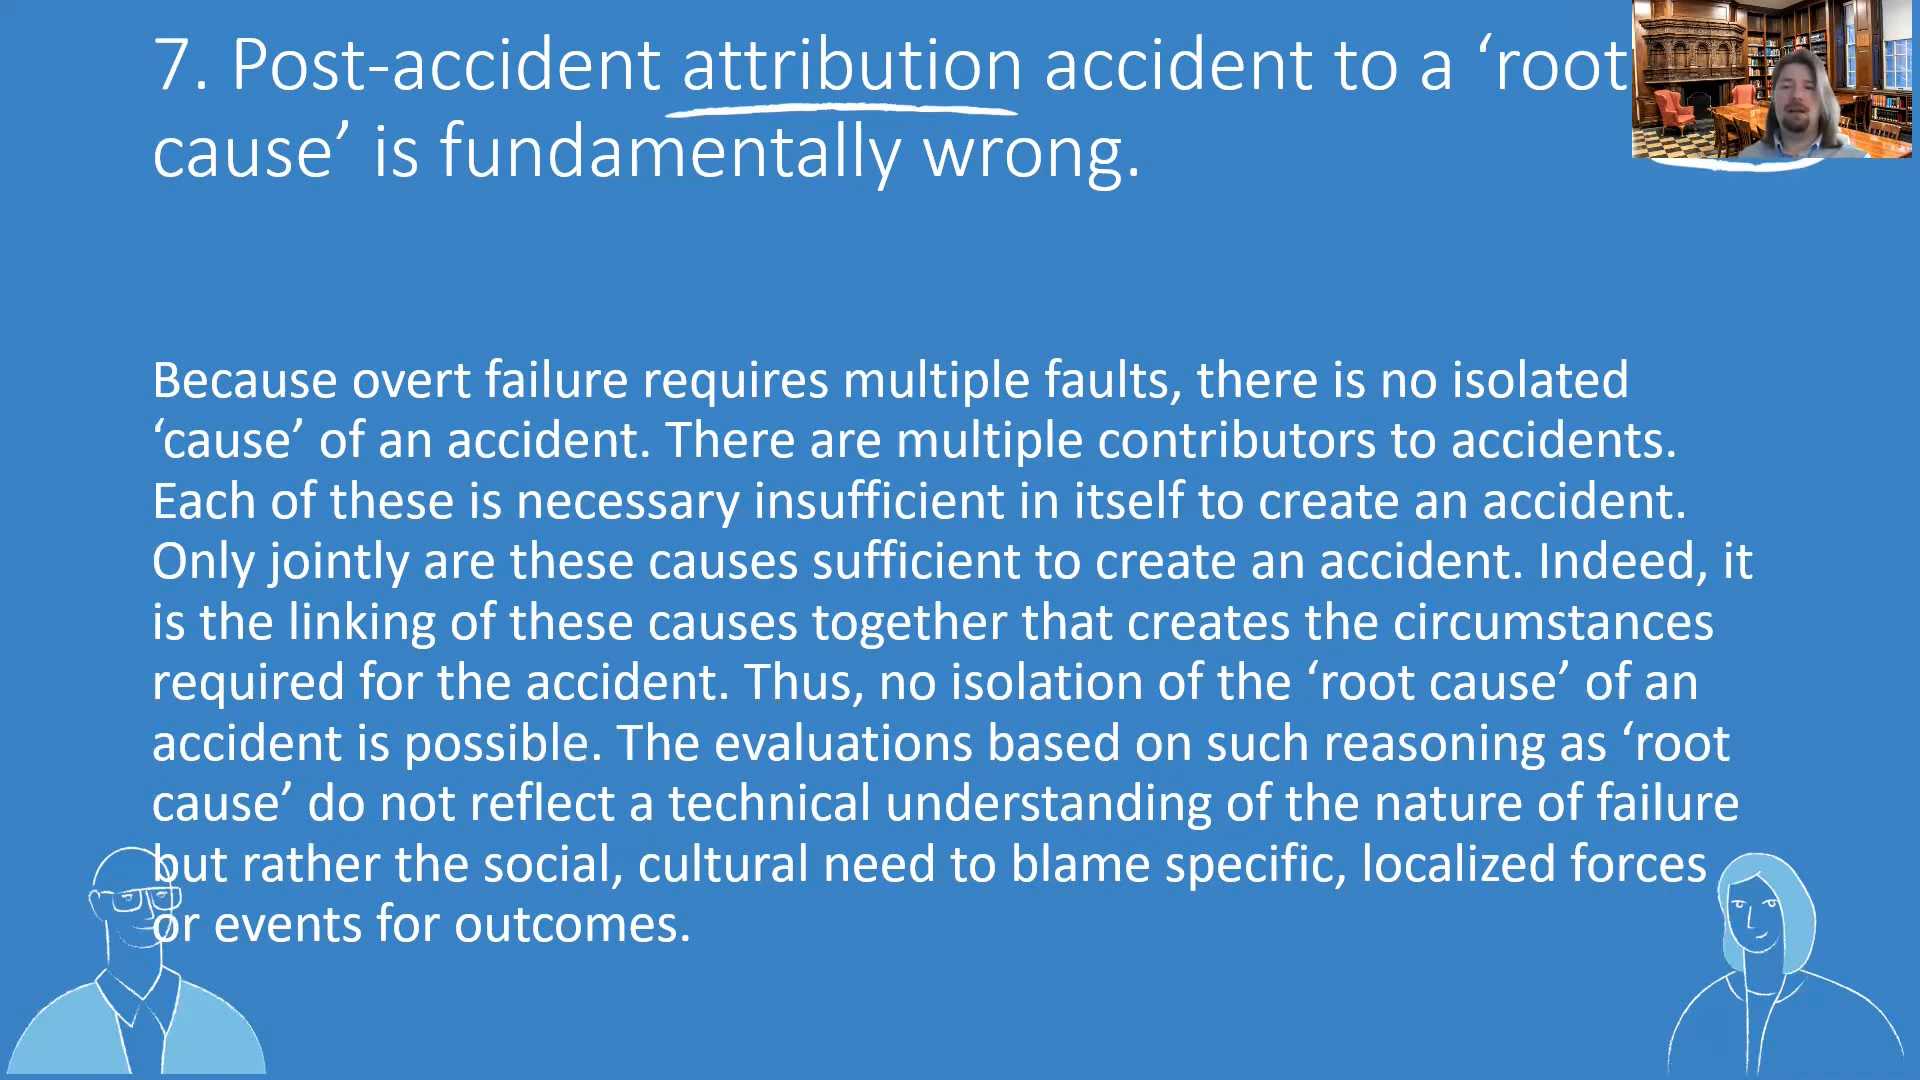 7. Post-accident attribution accident to a ‘root
cause’ is fundamentally wrong.
Because overt failure requires multiple faults, there is no isolated
‘cause’ of an accident. There are multiple contributors to accidents.
Each of these is necessary insufficient in itself to create an accident.
Only jointly are these causes sufficient to create an accident. Indeed, it
is the linking of these causes together that creates the circumstances
required for the accident. Thus, no isolation of the ‘root cause’ of an
accident is possible. The evaluations based on such reasoning as ‘root
cause’ do not reflect a technical understanding of the nature of failure
but rather the social, cultural need to blame specific, localized forces
or events for outcomes.